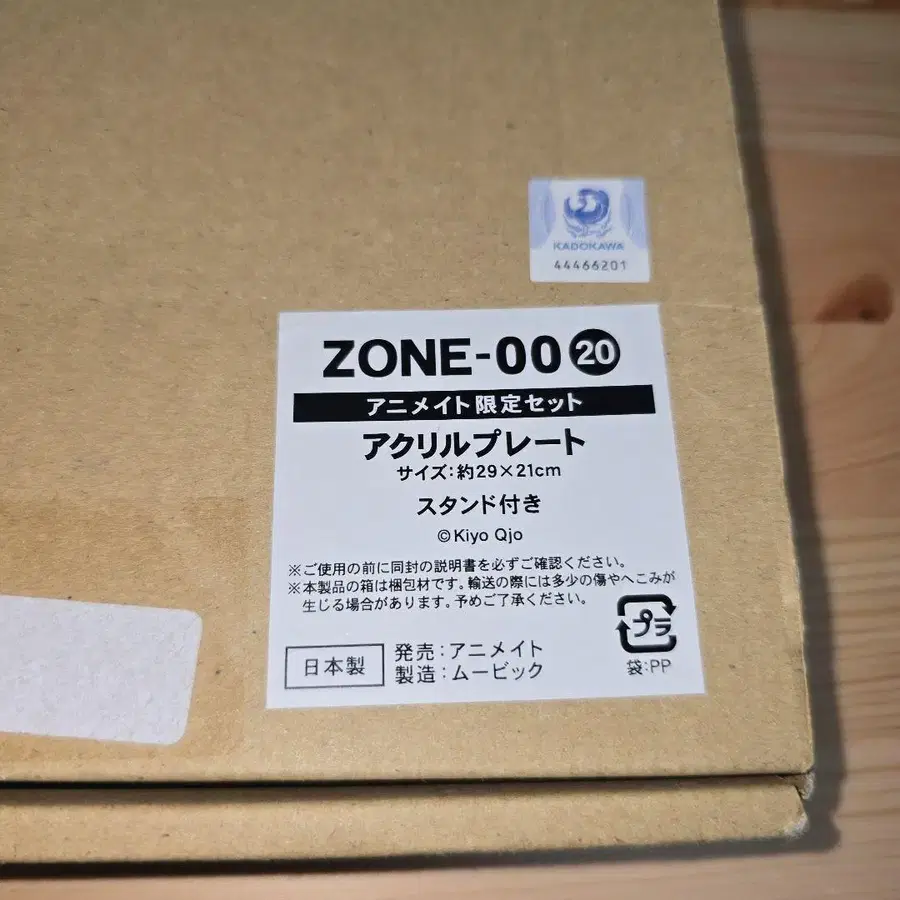 KADOKAWA
44466201
ZONE-00 20
アニメイト限定セット
アクリルプレート
サイズ:約29×21cm
スタンド付き
©Kiyo Qjo
※ご使用の前に同封の説明書を必ずご確認ください。
※本製品の箱は梱包材です。輸送の際には多少の傷やへこみが
生じる場合があります。予めご了承ください。
プラ
日本製
発売:アニメイト
製造:ムービック
袋:PP